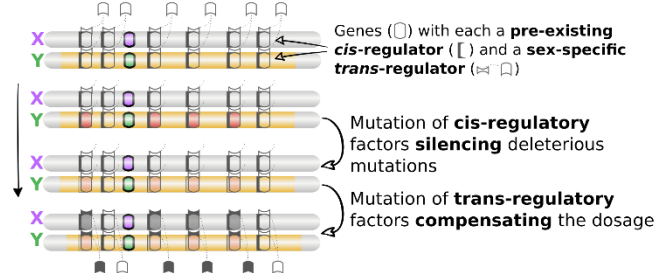 X
Y
Genes ( ) with each a pre-existing
cis-regulator ( [ ) and a sex-specific
trans-regulator ( )
X
Y
Mutation of cis-regulatory
factors silencing deleterious
mutations
X
Y
Mutation of trans-regulatory
factors compensating the dosage
X
Y